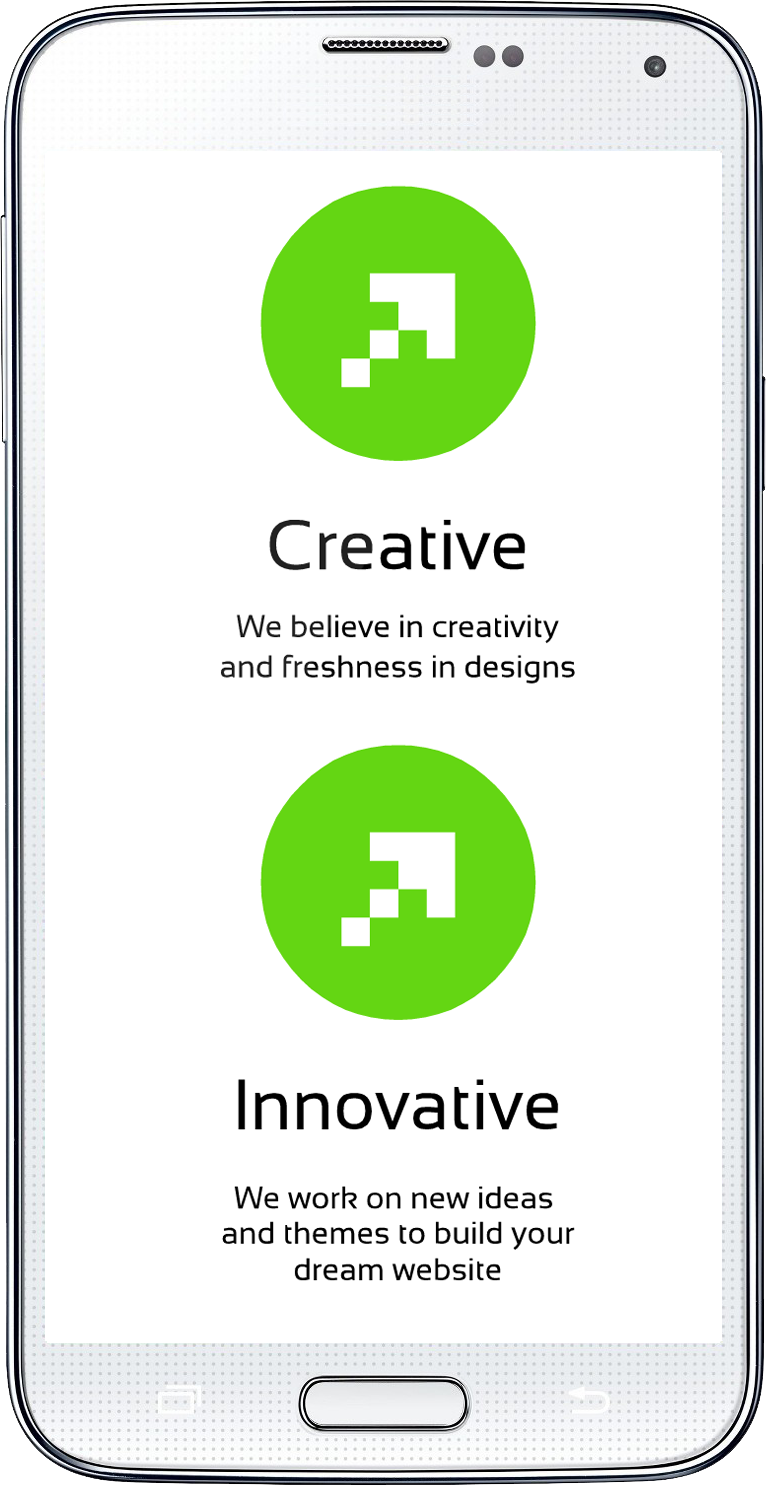 Creative
We believe in creativity
and freshness in designs
Innovative
We work on new ideas
and themes to build your
dream website